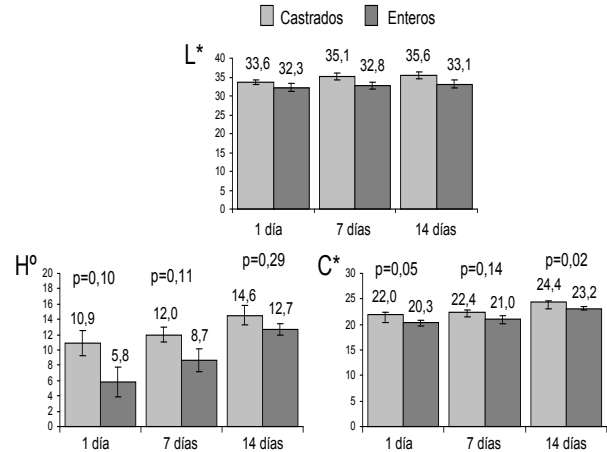 Castrados Enteros
L*
33,6 32,3 35,1 32,8 35,6 33,1
40
35
30
25
20
15
10
5
0
1 día 7 días 14 días
Hº
p=0,10 p=0,11 p=0,29
20
18
16
14
12
10
8
6
4
2
0
10,9 5,8 12,0 8,7 14,6 12,7
1 día 7 días 14 días
C*
p=0,05 p=0,14 p=0,02
30
25
20
15
10
5
0
22,0 20,3 22,4 21,0 24,4 23,2
1 día 7 días 14 días